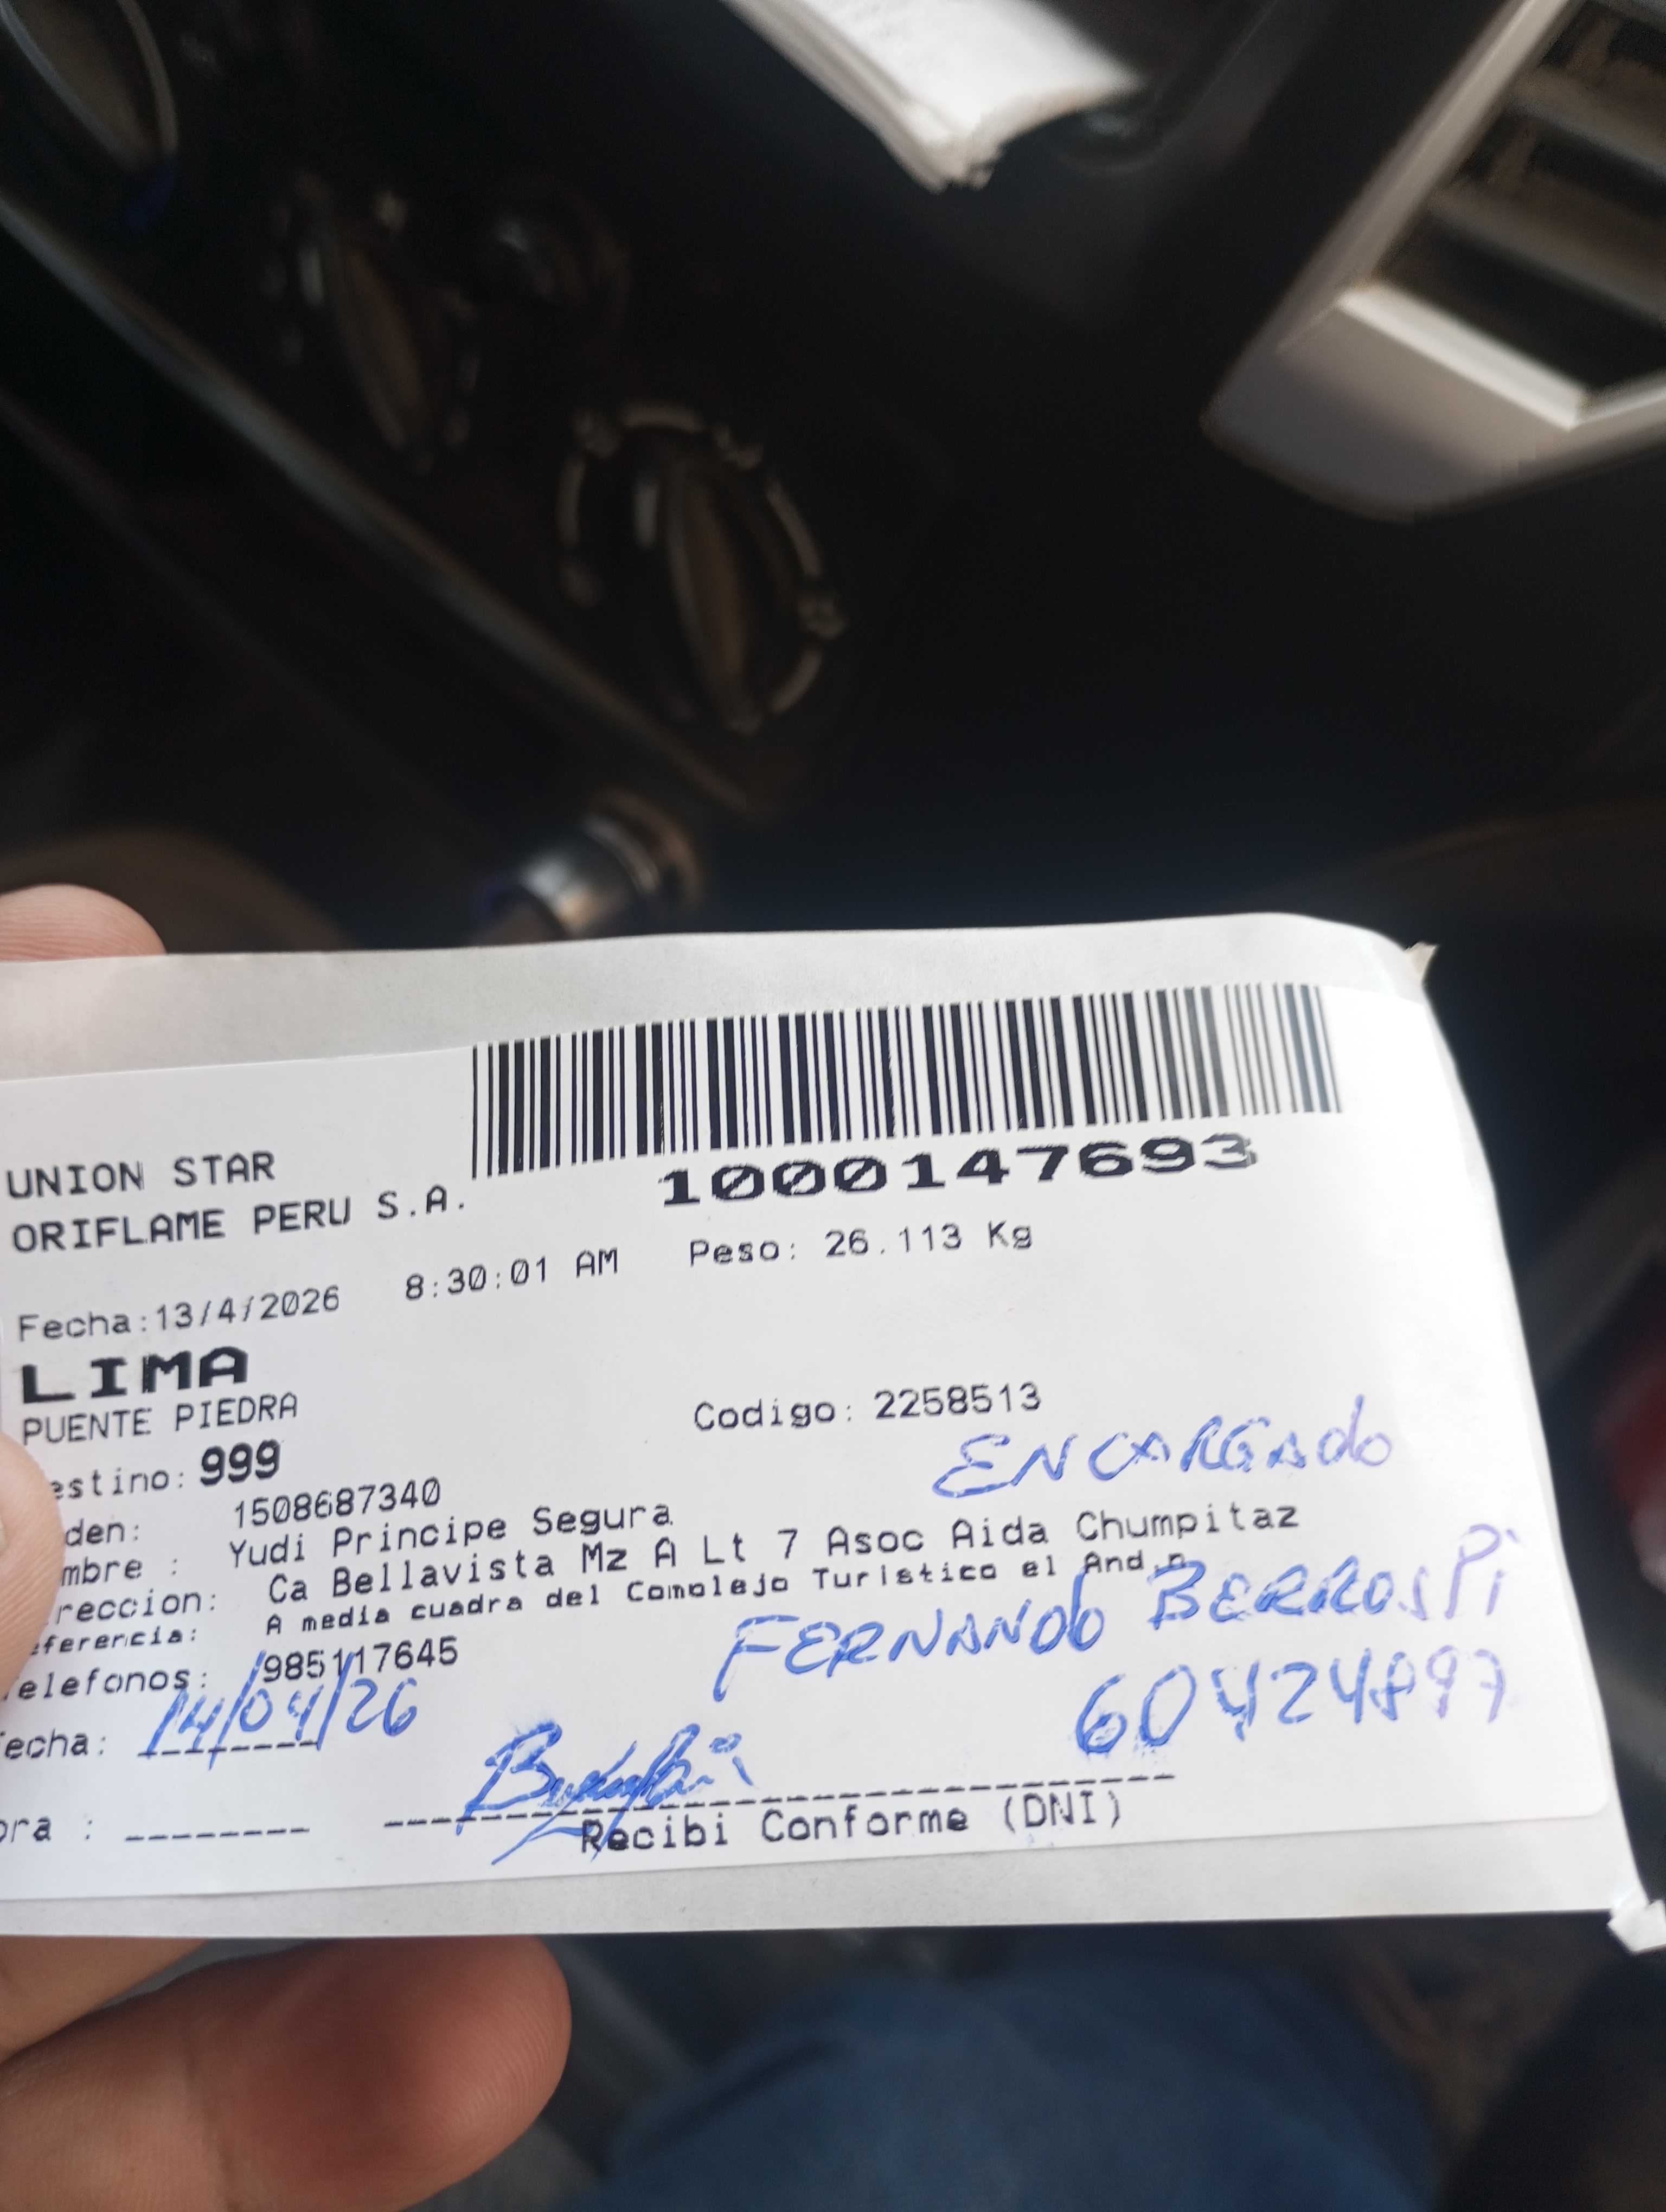 UNION STAR
ORIFLAME PERU S.A.
1000147693
Fecha:13/4/2026 8:30:01 AM Peso: 26.113 Kg
LIMA
PUENTE PIEDRA
Codigo: 2258513
estino: 999
ENCARGADO
den: 1508687340
mbre : Yudi Principe Segura
reccion: Ca Bellavista Mz A Lt 7 Asoc Aida Chumpitaz
eferencia: A media cuadra del Complejo Turistico el And
FERNANDO BERROSPI
elefonos: 985117645
60424897
echa: 14/04/26
ora :
Recibi Conforme (DNI)